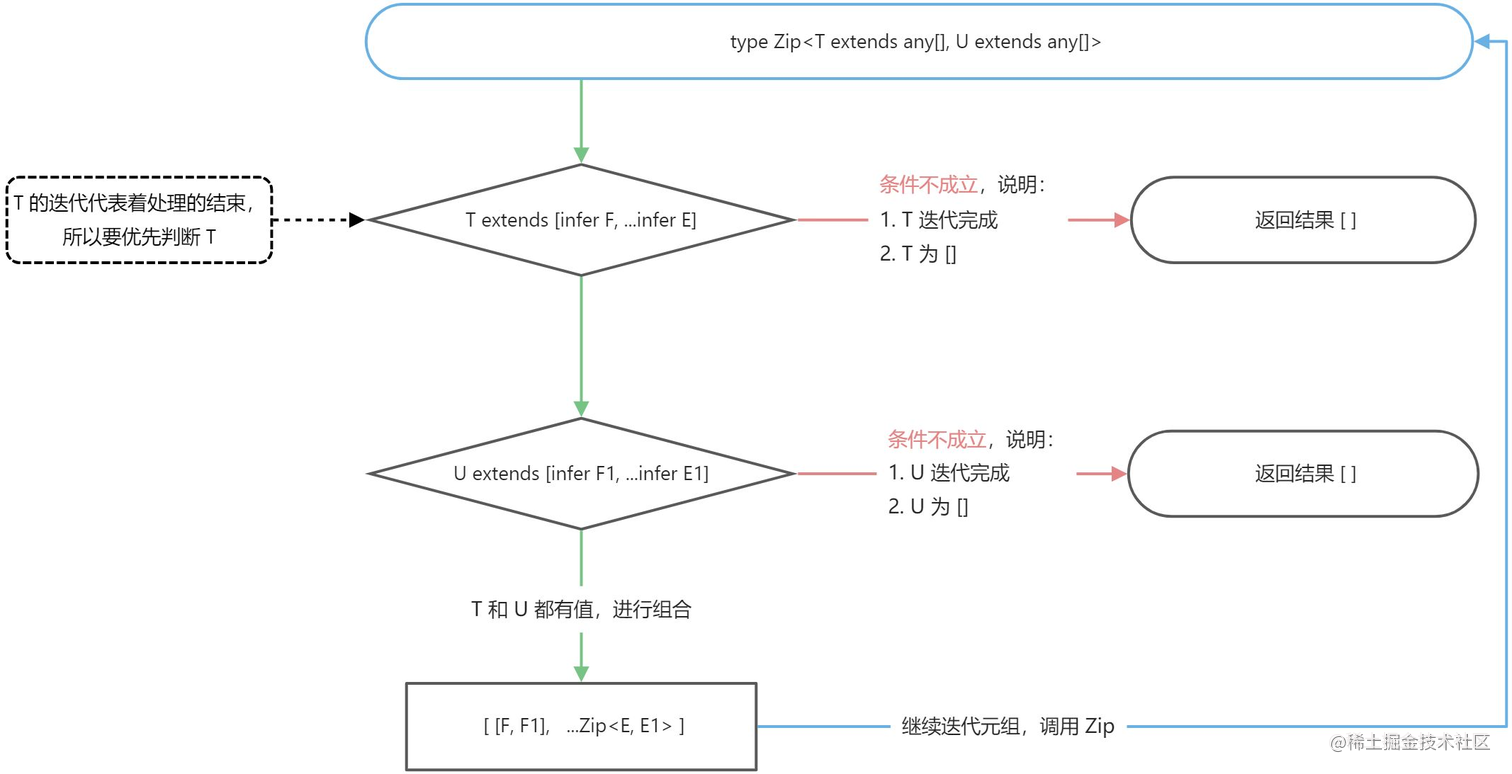 type Zip<T extends any[], U extends any[]>
T 的迭代代表着处理的结束，
所以要优先判断 T
T extends [infer F, ...infer E]
条件不成立，说明：
1. T 迭代完成
2. T 为 []
返回结果 [ ]
U extends [infer F1, ...infer E1]
条件不成立，说明：
1. U 迭代完成
2. U 为 []
返回结果 [ ]
T 和 U 都有值，进行组合
[ [F, F1], ...Zip<E, E1> ]
继续迭代元组，调用 Zip
@稀土掘金技术社区